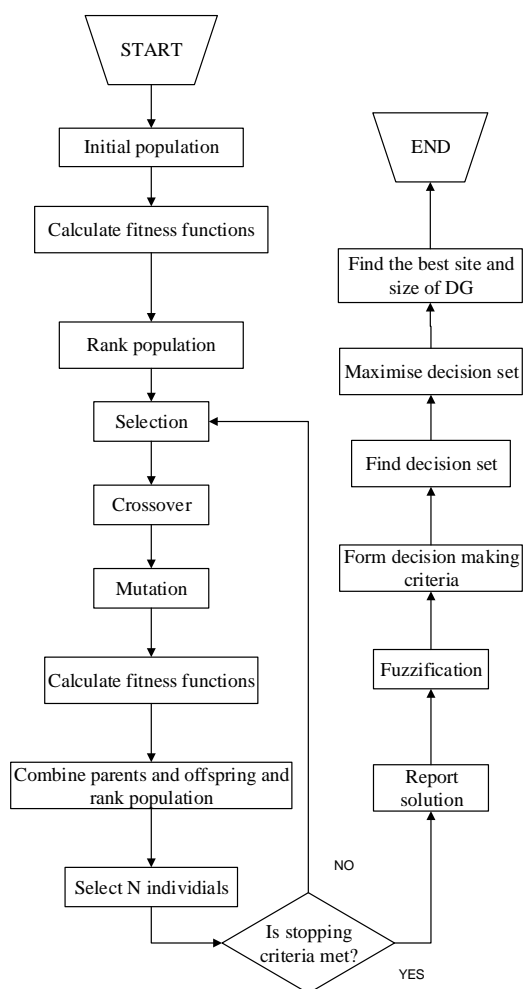 START
Initial population
Calculate fitness functions
Rank population
Selection
Crossover
Mutation
Calculate fitness functions
Combine parents and offspring and
rank population
Select N individials
Is stopping
criteria met?
NO
YES
Report
solution
Fuzzification
Form decision making
criteria
Find decision set
Maximise decision set
Find the best site and
size of DG
END